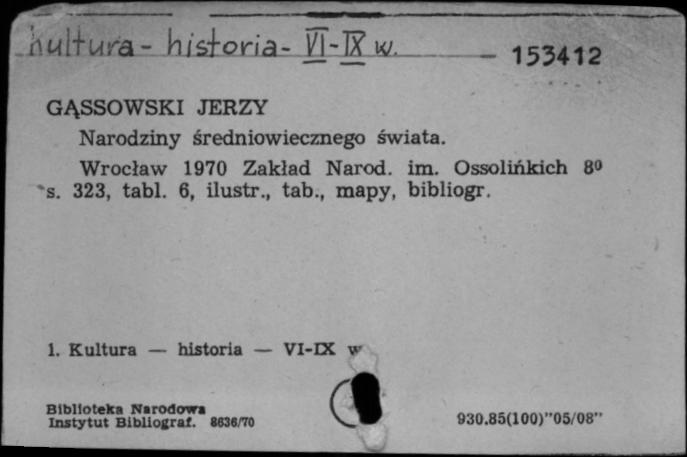 kultura - historia - VI-IX w.
153412
GĄSSOWSKI JERZY
Narodziny średniowiecznego świata.
Wrocław 1970 Zakład Narod. im. Ossolińkich 8⁰
s. 323, tabl. 6, ilustr., tab., mapy, bibliogr.
1. Kultura — historia — VI-IX w
Biblioteka Narodowa
Instytut Bibliograf. 8636/70
930.85(100)"05/08"